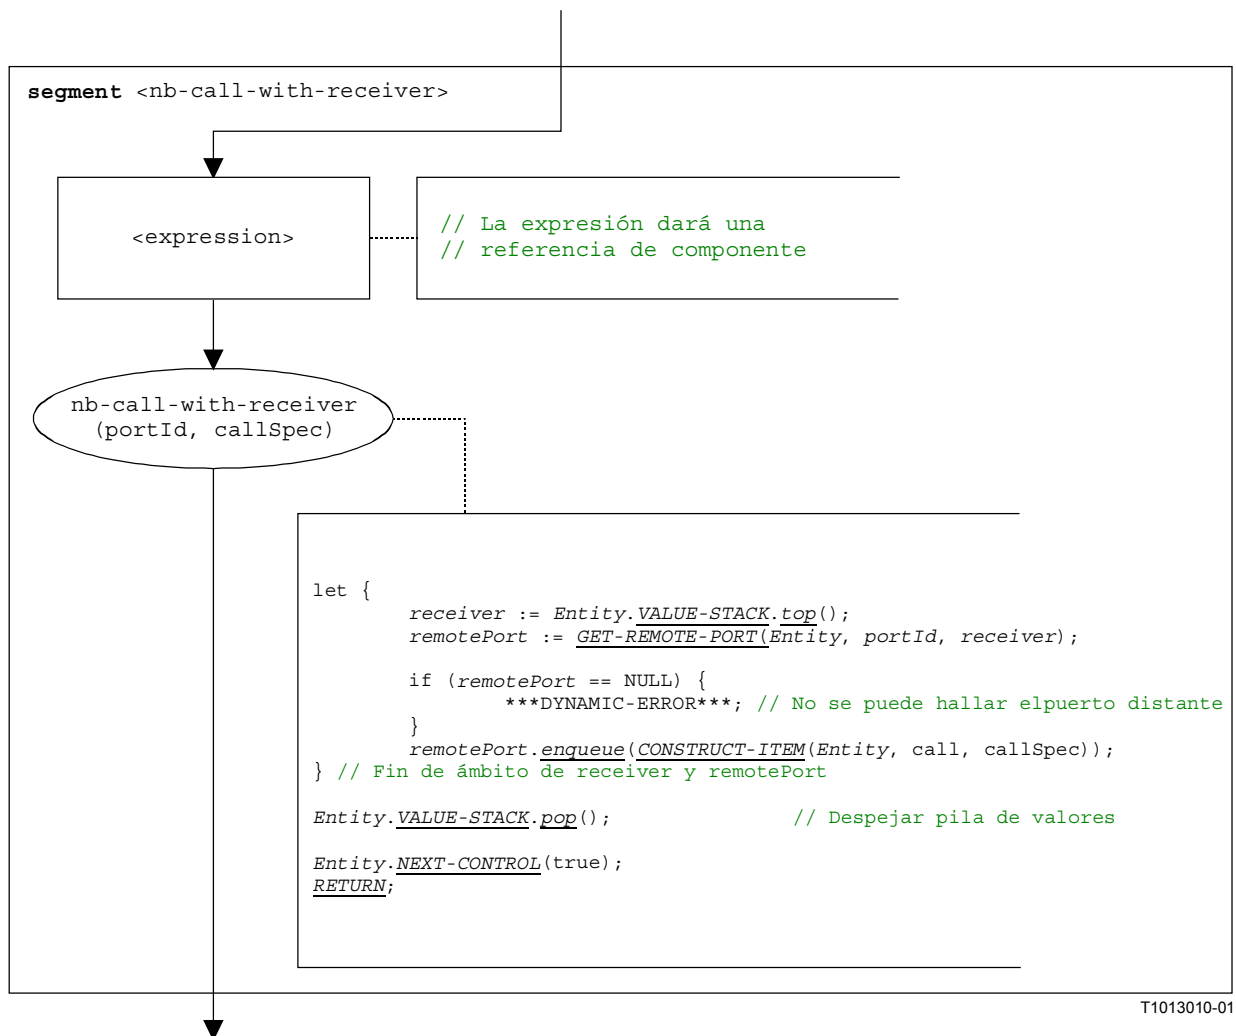 segment <nb-call-with-receiver>
<expression>
// La expresión dará una
// referencia de componente
nb-call-with-receiver
(portId, callSpec)
let {
receiver := Entity.VALUE-STACK.top();
remotePort := GET-REMOTE-PORT(Entity, portId, receiver);
if (remotePort == NULL) {
***DYNAMIC-ERROR***; // No se puede hallar elpuerto distante
}
remotePort.enqueue(CONSTRUCT-ITEM(Entity, call, callSpec));
} // Fin de ámbito de receiver y remotePort
Entity.VALUE-STACK.pop(); // Despejar pila de valores
Entity.NEXT-CONTROL(true);
RETURN;
T1013010-01